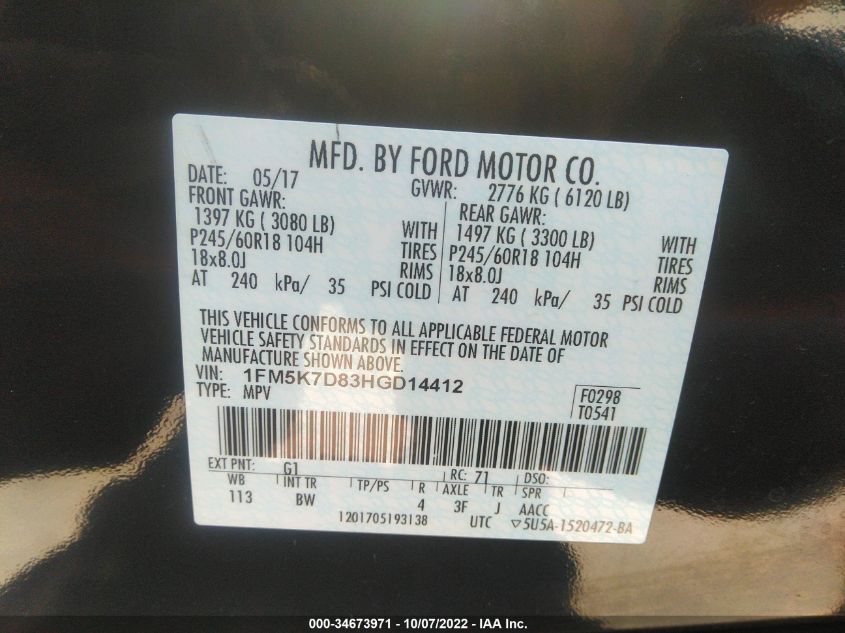 MFD. BY FORD MOTOR CO.
DATE: 05/17 GVWR: 2776 KG ( 6120 LB)
FRONT GAWR: REAR GAWR:
1397 KG ( 3080 LB) WITH 1497 KG ( 3300 LB) WITH
P245/60R18 104H TIRES P245/60R18 104H TIRES
18x8.0J RIMS 18x8.0J RIMS
AT 240 kPa/ 35 PSI COLD AT 240 kPa/ 35 PSI COLD
THIS VEHICLE CONFORMS TO ALL APPLICABLE FEDERAL MOTOR
VEHICLE SAFETY STANDARDS IN EFFECT ON THE DATE OF
MANUFACTURE SHOWN ABOVE.
VIN: 1FM5K7D83HGD14412
TYPE: MPV F0298
T0541
EXT PNT: G1 RC: 71 DSO:
WB INT TR TP/PS R AXLE TR SPR
113 BW 4 3F J AACC
1201705193138 UTC ▽5U5A-1520472-BA
000-34673971 - 10/07/2022 - IAA Inc.